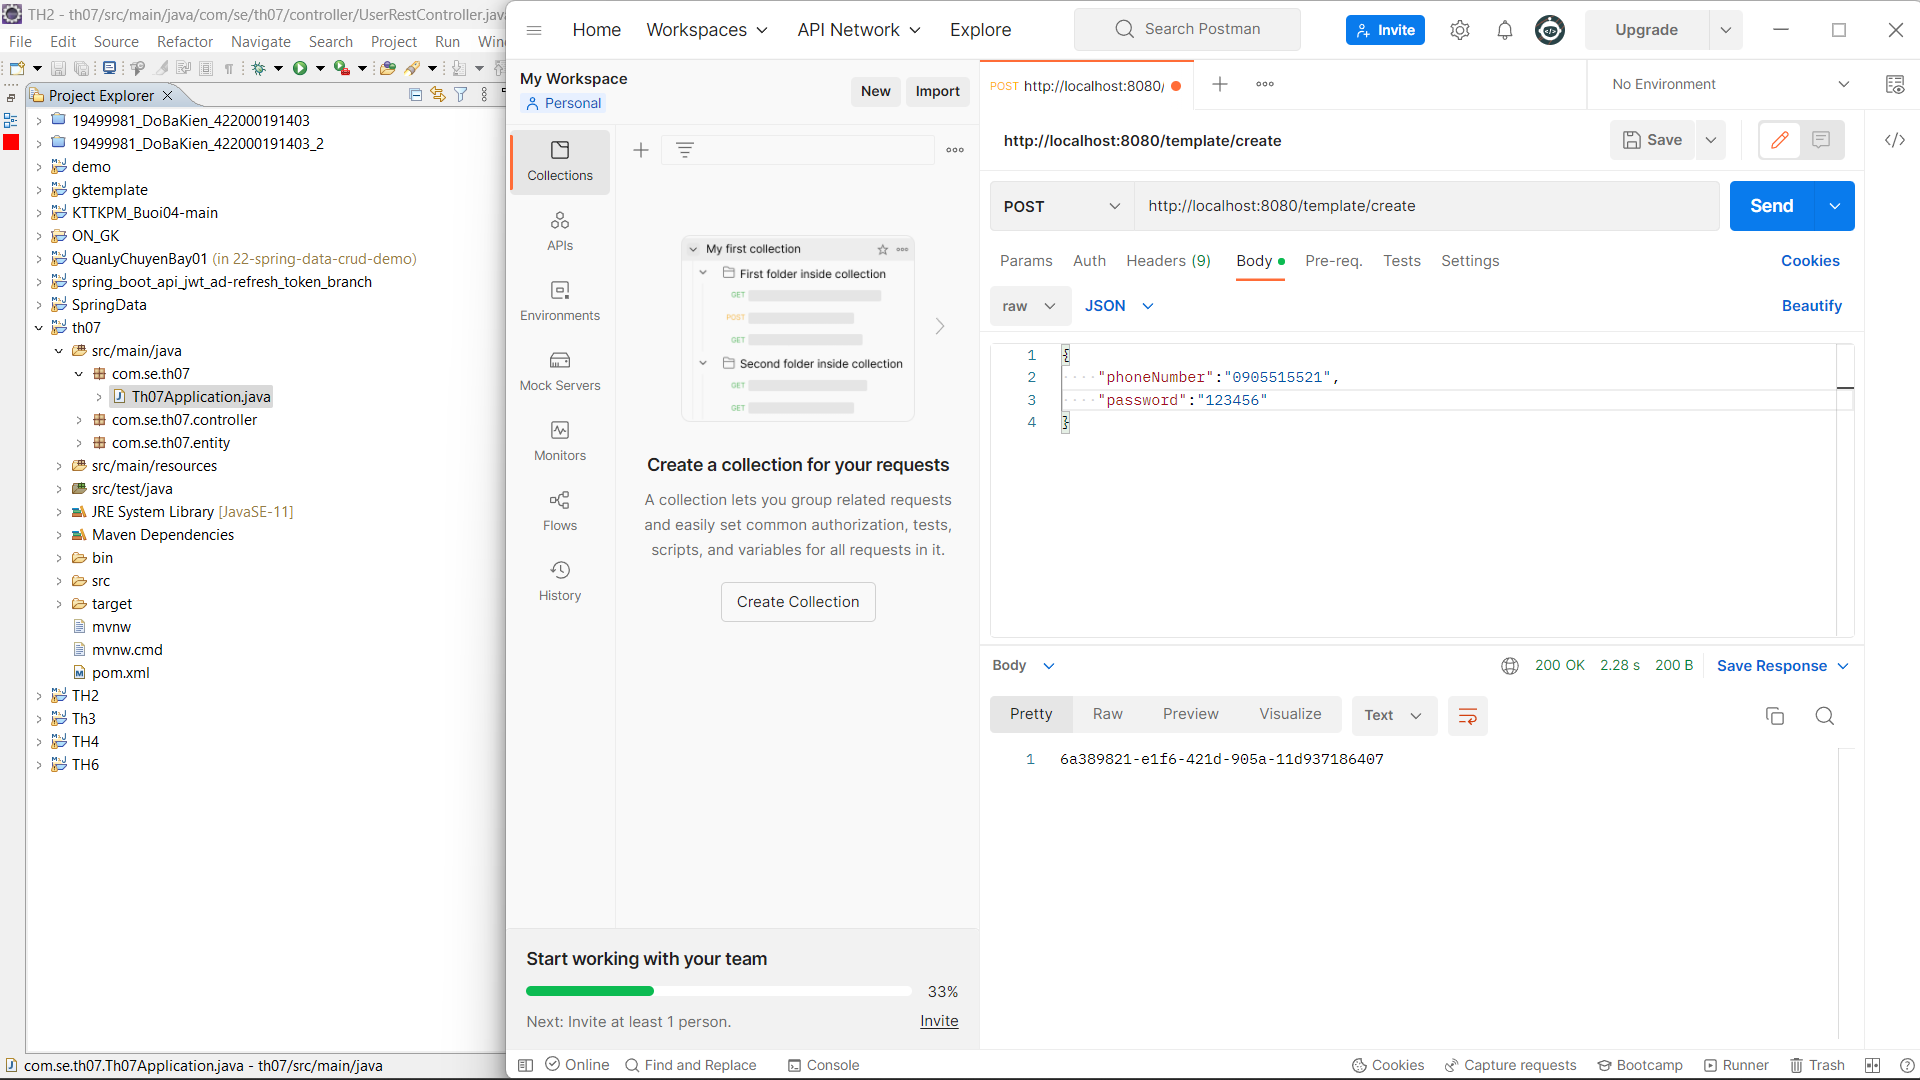 TH2 - th07/src/main/java/com/se/th07/controller/UserRestController.java
File Edit Source Refactor Navigate Search Project Run
Project Explorer
19499981_DoBaKien_422000191403
19499981_DoBaKien_422000191403_2
demo
gktemplate
KTTKPM_Buoi04-main
ON_GK
QuanLyChuyenBay01 (in 22-spring-data-crud-demo)
spring_boot_api_jwt_ad-refresh_token_branch
SpringData
th07
src/main/java
com.se.th07
Th07Application.java
com.se.th07.controller
com.se.th07.entity
src/main/resources
src/test/java
JRE System Library [JavaSE-11]
Maven Dependencies
bin
src
target
mvnw
mvnw.cmd
pom.xml
TH2
Th3
TH4
TH6
com.se.th07.Th07Application.java - th07/src/main/java
Home Workspaces API Network Explore
Search Postman
Invite
Upgrade
My Workspace
Personal
New Import
Collections
APIs
Environments
Mock Servers
Monitors
Flows
History
My first collection
First folder inside collection
GET
POST
GET
Second folder inside collection
GET
GET
Create a collection for your requests
A collection lets you group related requests
and easily set common authorization, tests,
scripts, and variables for all requests in it.
Create Collection
Start working with your team
33%
Next: Invite at least 1 person. Invite
POST http://localhost:8080/
No Environment
http://localhost:8080/template/create
Save
POST http://localhost:8080/template/create
Send
Params Auth Headers (9) Body Pre-req. Tests Settings Cookies
raw JSON Beautify
1 {
2 "phoneNumber":"0905515521",
3 "password":"123456"
4 }
Body 200 OK 2.28 s 200 B Save Response
Pretty Raw Preview Visualize Text
1 6a389821-e1f6-421d-905a-11d937186407
Online Find and Replace Console Cookies Capture requests Bootcamp Runner Trash